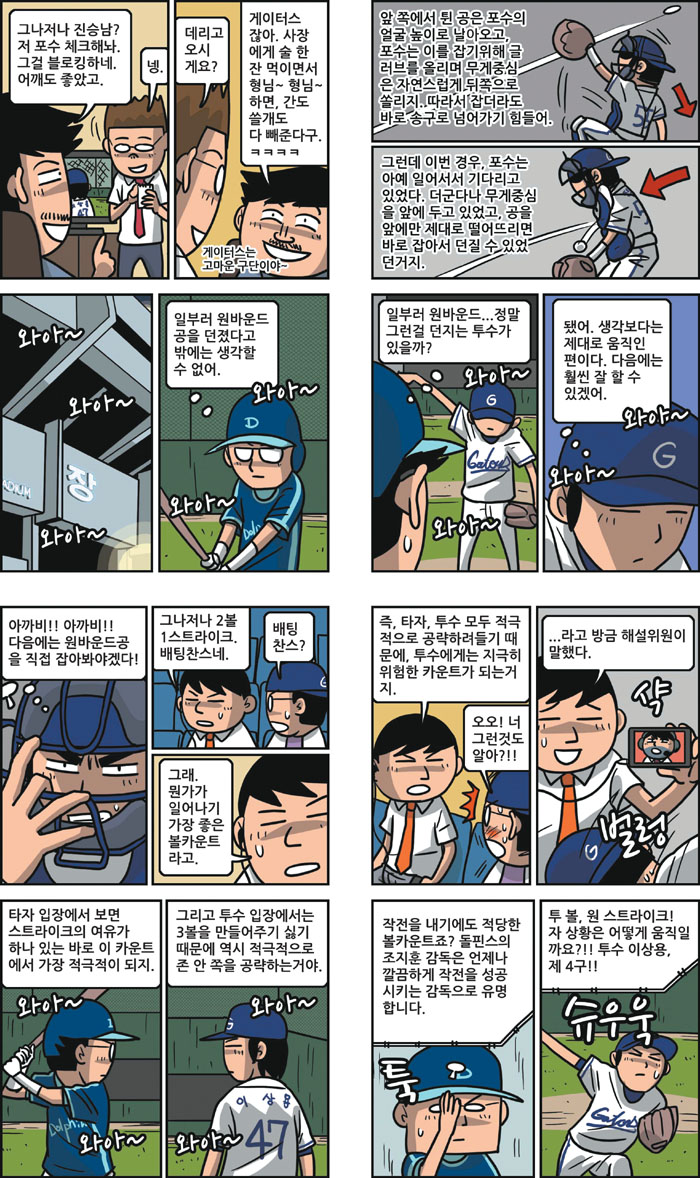 그나저나 진승남?
저 포수 체크해놔.
그걸 블로킹하네.
어깨도 좋았고.
넹.
47
데리고
오시
게요?
게이터스
잖아. 사장
에게 술 한
잔 먹이면서
형님~ 형님~
하면, 간도
쓸개도
다 빼준다구.
ㅋㅋㅋㅋ
게이터스는
고마운 구단이야~
와아~
와아~
와아~
ADIUM
장
일부러 원바운드
공을 던졌다고
밖에는 생각할
수 없어.
와아~
와아~
D
Dolphin
앞 쪽에서 튄 공은 포수의
얼굴 높이로 날아오고,
포수는 이를 잡기위해 글
러브를 올리며 무게중심
은 자연스럽게 뒤쪽으로
쏠리지. 따라서 잡더라도
바로 송구로 넘어가기 힘들어.
그런데 이번 경우, 포수는
아예 일어서서 기다리고
있었다. 더군다나 무게중심
을 앞에 두고 있었고, 공을
앞에만 제대로 떨어뜨리면
바로 잡아서 던질 수 있었
던거지.
일부러 원바운드...정말
그런걸 던지는 투수가
있을까?
와아~
와아~
G
Gators
됐어. 생각보다는
제대로 움직인
편이다. 다음에는
훨씬 잘 할 수
있겠어.
와아~
와아~
G
아까비!! 아까비!!
다음에는 원바운드공
을 직접 잡아봐야겠다!
그나저나 2볼
1스트라이크.
배팅찬스네.
배팅
찬스?
G
그래.
뭔가가
일어나기
가장 좋은
볼카운트
라고.
타자 입장에서 보면
스트라이크의 여유가
하나 있는 바로 이 카운트
에서 가장 적극적이 되지.
와아~
와아~
Dolphin
그리고 투수 입장에서는
3볼을 만들어주기 싫기
때문에 역시 적극적으로
존 안 쪽을 공략하는거야.
와아~
와아~
G
이상용
47
즉, 타자, 투수 모두 적극
적으로 공략하려들기 때
문에, 투수에게는 지극히
위험한 카운트가 되는거
지.
오오! 너
그런것도
알아?!!
...라고 방금 해설위원이
말했다.
샥
벌렁
G
작전을 내기에도 적당한
볼카운트죠? 돌핀스의
조지훈 감독은 언제나
깔끔하게 작전을 성공
시키는 감독으로 유명
합니다.
툭
D
투 볼, 원 스트라이크!
자 상황은 어떻게 움직일
까요?!! 투수 이상용,
제 4구!!
슈우욱
Gators